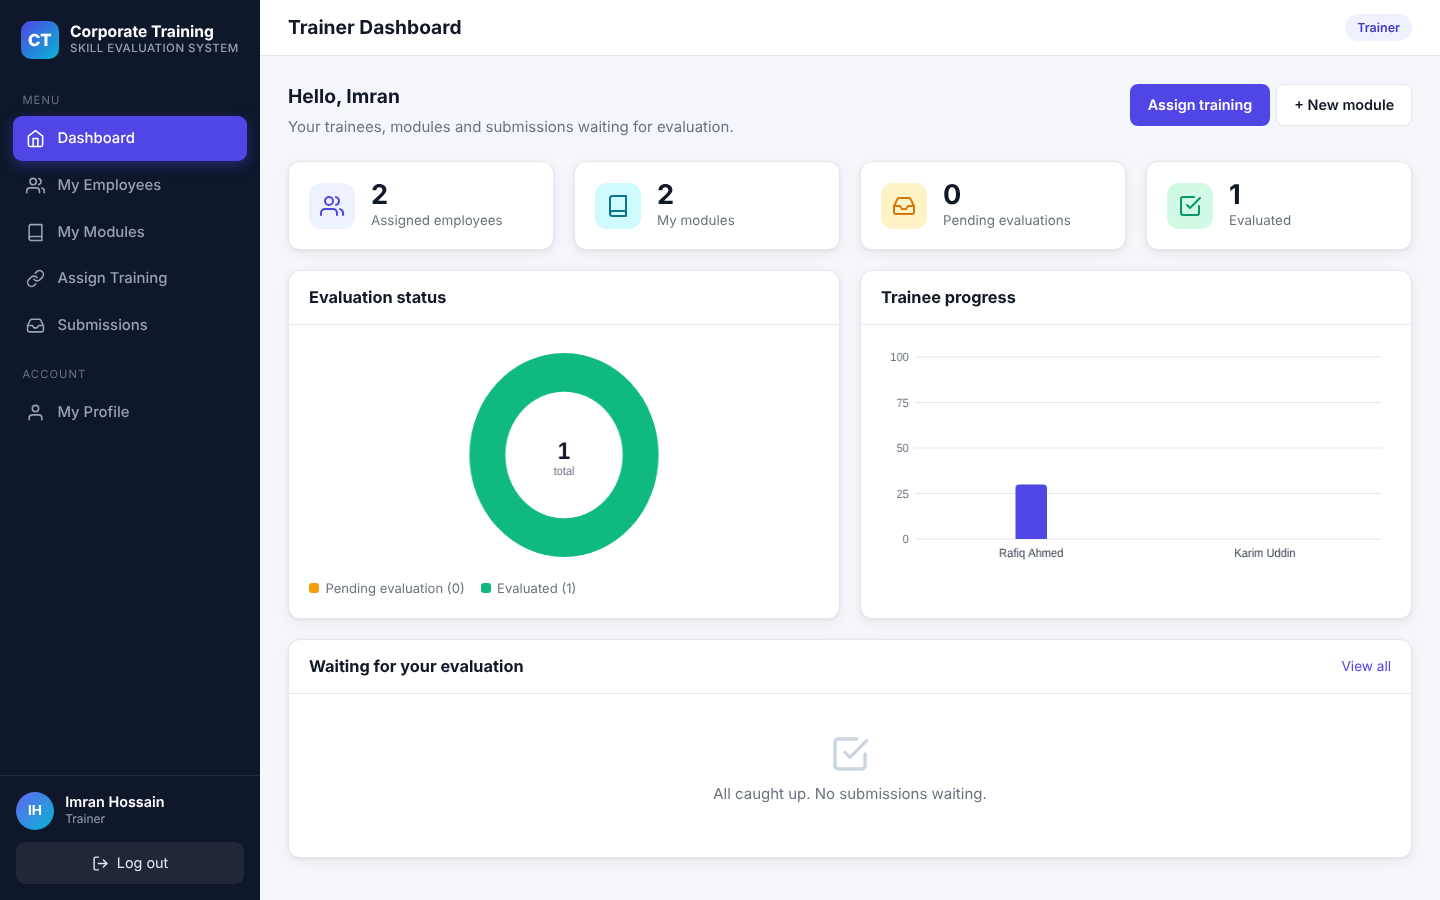 CT
Corporate Training
SKILL EVALUATION SYSTEM
MENU
Dashboard
My Employees
My Modules
Assign Training
Submissions
ACCOUNT
My Profile
IH
Imran Hossain
Trainer
Log out
Trainer Dashboard
Trainer
Hello, Imran
Your trainees, modules and submissions waiting for evaluation.
Assign training
+ New module
2
Assigned employees
2
My modules
0
Pending evaluations
1
Evaluated
Evaluation status
1
total
Pending evaluation (0)
Evaluated (1)
Trainee progress
100
75
50
25
0
Rafiq Ahmed
Karim Uddin
Waiting for your evaluation
View all
All caught up. No submissions waiting.